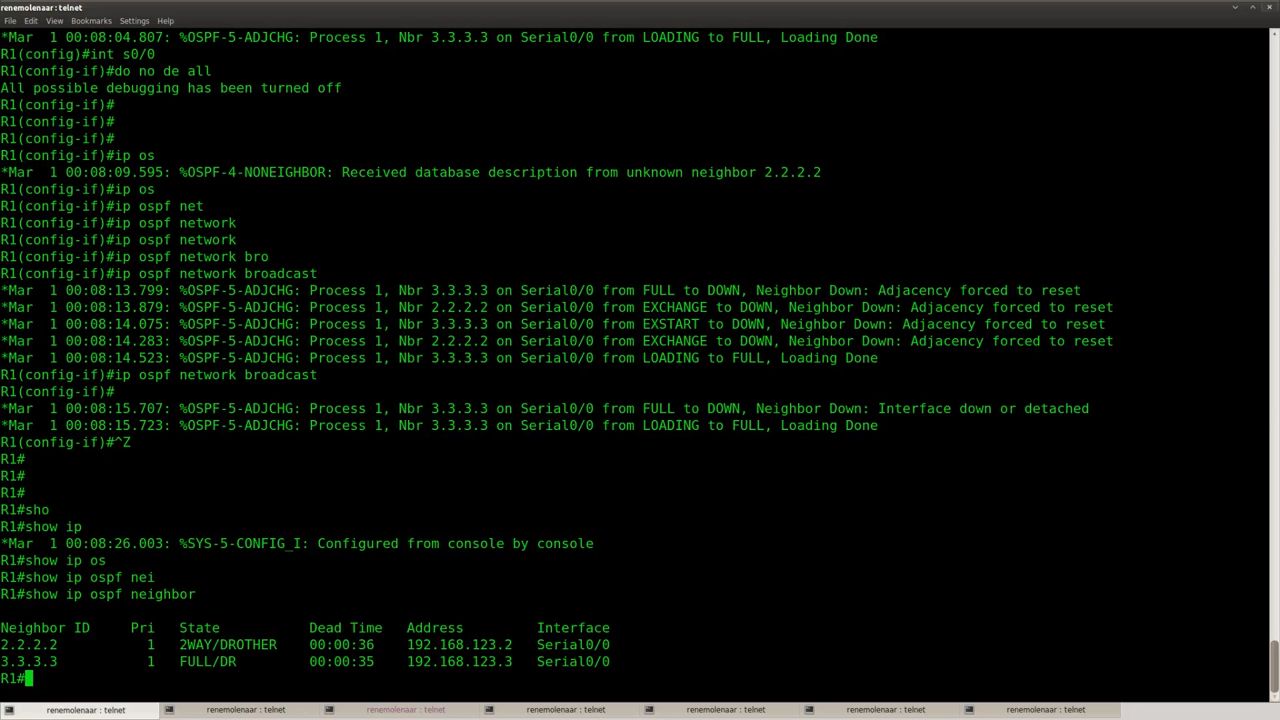 renemolenaar : telnet
File Edit View Bookmarks Settings Help
*Mar  1 00:08:04.807: %OSPF-5-ADJCHG: Process 1, Nbr 3.3.3.3 on Serial0/0 from LOADING to FULL, Loading Done
R1(config)#int s0/0
R1(config-if)#do no de all
All possible debugging has been turned off
R1(config-if)#
R1(config-if)#
R1(config-if)#
R1(config-if)#ip os
*Mar  1 00:08:09.595: %OSPF-4-NONEIGHBOR: Received database description from unknown neighbor 2.2.2.2
R1(config-if)#ip os
R1(config-if)#ip ospf net
R1(config-if)#ip ospf network
R1(config-if)#ip ospf network
R1(config-if)#ip ospf network bro
R1(config-if)#ip ospf network broadcast
*Mar  1 00:08:13.799: %OSPF-5-ADJCHG: Process 1, Nbr 3.3.3.3 on Serial0/0 from FULL to DOWN, Neighbor Down: Adjacency forced to reset
*Mar  1 00:08:13.879: %OSPF-5-ADJCHG: Process 1, Nbr 2.2.2.2 on Serial0/0 from EXCHANGE to DOWN, Neighbor Down: Adjacency forced to reset
*Mar  1 00:08:14.075: %OSPF-5-ADJCHG: Process 1, Nbr 3.3.3.3 on Serial0/0 from EXSTART to DOWN, Neighbor Down: Adjacency forced to reset
*Mar  1 00:08:14.283: %OSPF-5-ADJCHG: Process 1, Nbr 2.2.2.2 on Serial0/0 from EXCHANGE to DOWN, Neighbor Down: Adjacency forced to reset
*Mar  1 00:08:14.523: %OSPF-5-ADJCHG: Process 1, Nbr 3.3.3.3 on Serial0/0 from LOADING to FULL, Loading Done
R1(config-if)#ip ospf network broadcast
R1(config-if)#
*Mar  1 00:08:15.707: %OSPF-5-ADJCHG: Process 1, Nbr 3.3.3.3 on Serial0/0 from FULL to DOWN, Neighbor Down: Interface down or detached
*Mar  1 00:08:15.723: %OSPF-5-ADJCHG: Process 1, Nbr 3.3.3.3 on Serial0/0 from LOADING to FULL, Loading Done
R1(config-if)#^Z
R1#
R1#
R1#
R1#sho
R1#show ip
*Mar  1 00:08:26.003: %SYS-5-CONFIG_I: Configured from console by console
R1#show ip os
R1#show ip ospf nei
R1#show ip ospf neighbor
Neighbor ID     Pri   State           Dead Time   Address         Interface
2.2.2.2           1   2WAY/DROTHER    00:00:36    192.168.123.2   Serial0/0
3.3.3.3           1   FULL/DR         00:00:35    192.168.123.3   Serial0/0
R1#
renemolenaar : telnet renemolenaar : telnet renemolenaar : telnet renemolenaar : telnet renemolenaar : telnet renemolenaar : telnet renemolenaar : telnet